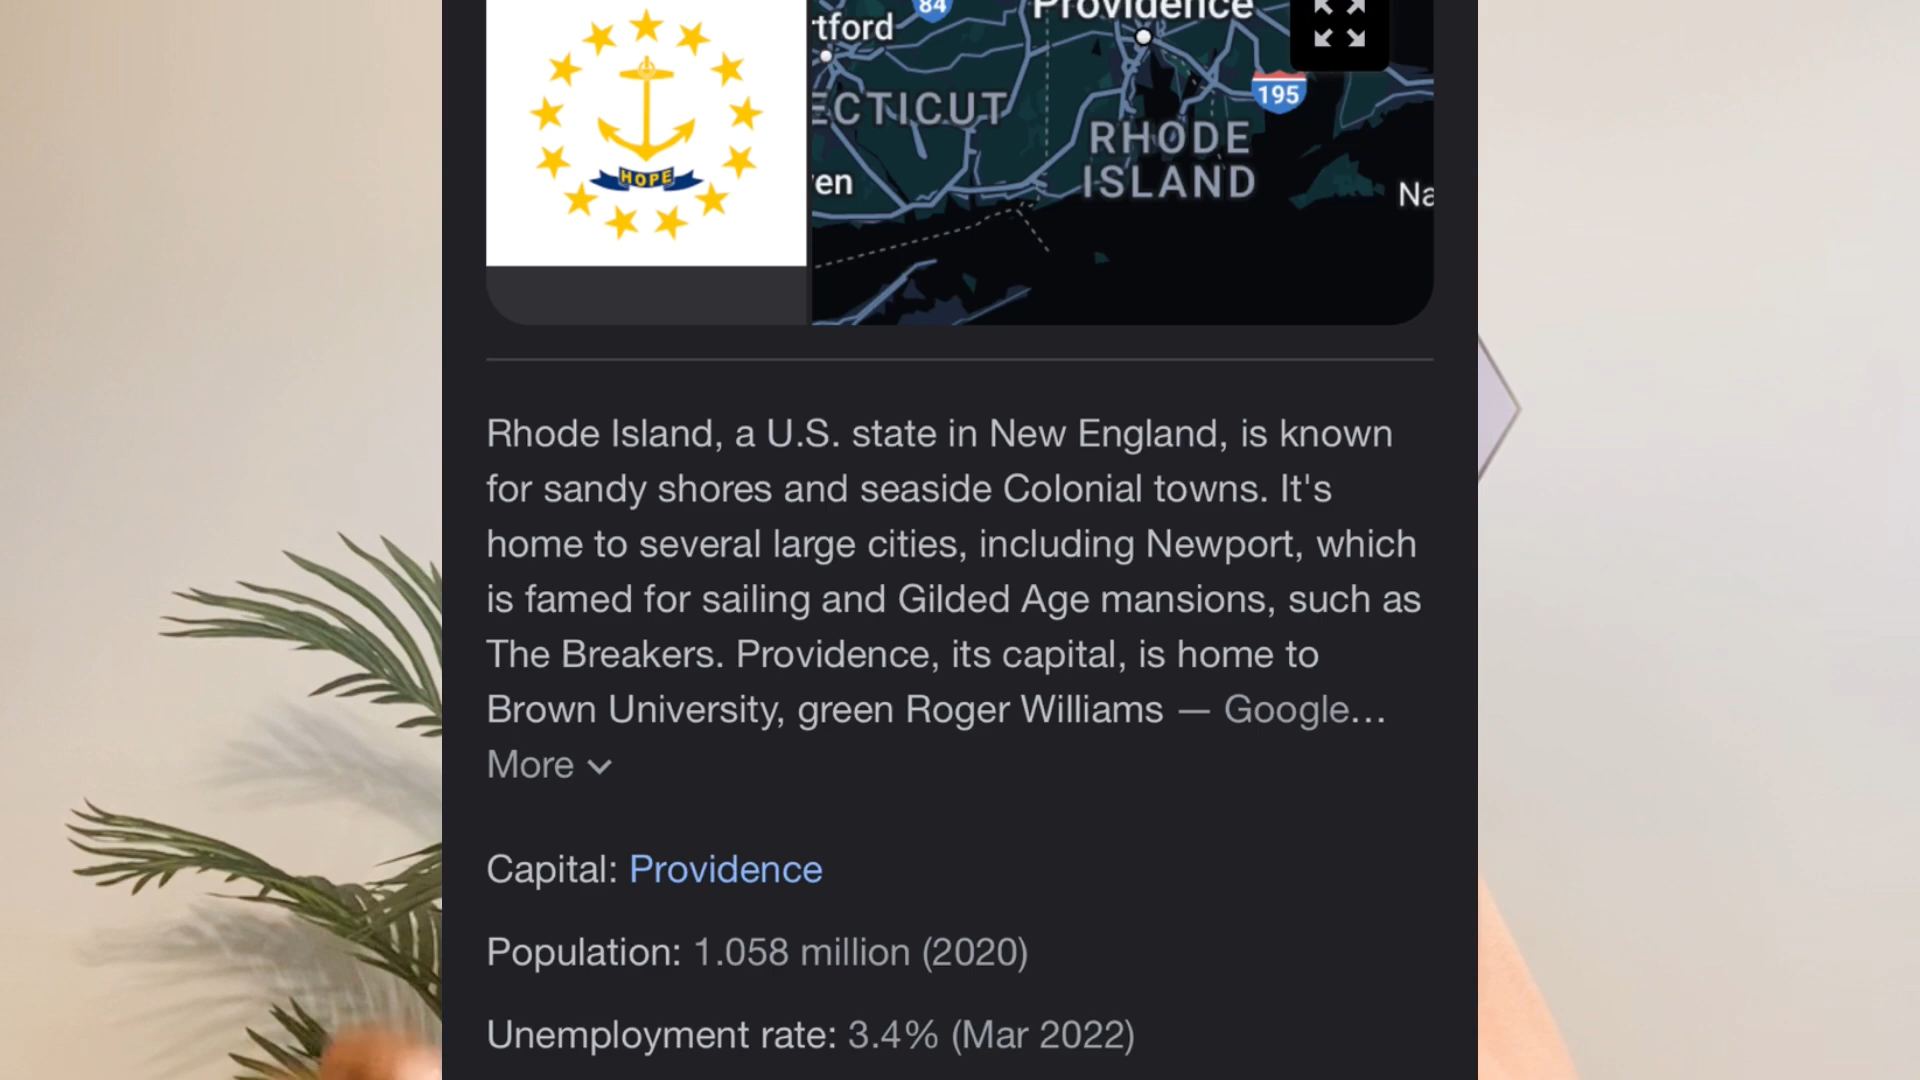 84
Providence
tford
195
ECTICUT
RHODE
ISLAND
HOPE
en
Na
Rhode Island, a U.S. state in New England, is known
for sandy shores and seaside Colonial towns. It's
home to several large cities, including Newport, which
is famed for sailing and Gilded Age mansions, such as
The Breakers. Providence, its capital, is home to
Brown University, green Roger Williams — Google...
More
Capital: Providence
Population: 1.058 million (2020)
Unemployment rate: 3.4% (Mar 2022)